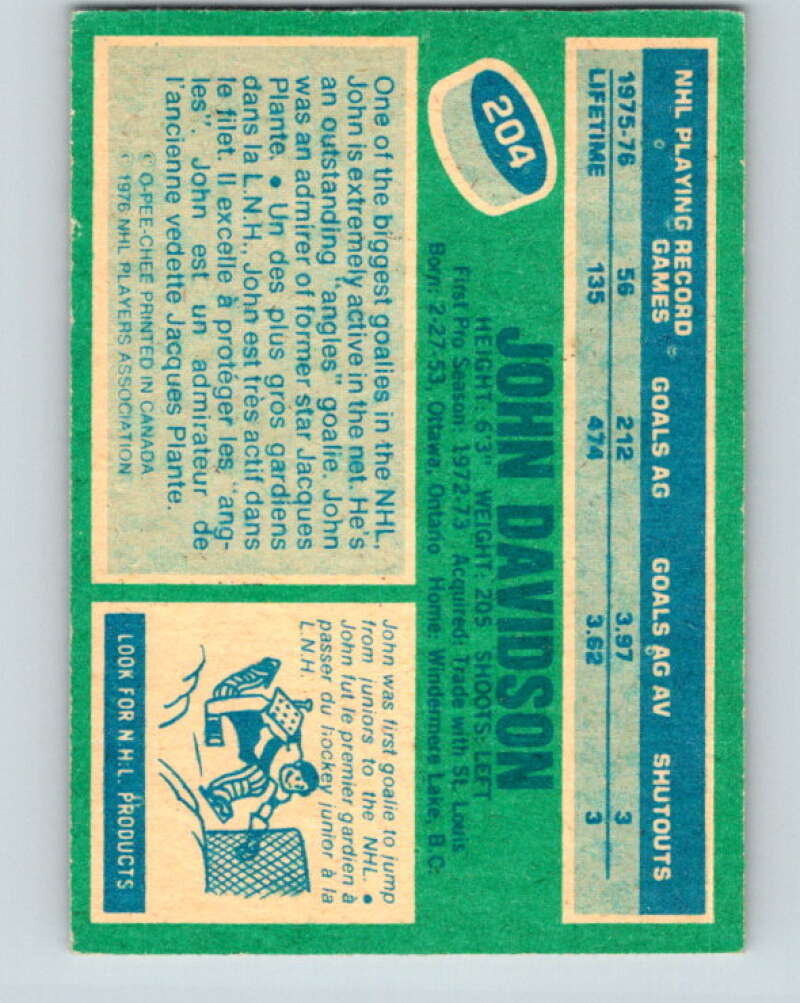 204
NHL PLAYING RECORD
GAMES GOALS AG GOALS AG AV SHUTOUTS
1975-76 56 212 3.97 3
LIFETIME 135 474 3.62 3
JOHN DAVIDSON
HEIGHT: 6'3" WEIGHT: 205 SHOOTS: LEFT
First Pro Season: 1972-73 Acquired: Trade with St. Louis
Born: 2-27-53, Ottawa, Ontario Home: Windermere Lake, B.C.
One of the biggest goalies in the NHL,
John is extremely active in the net. He's
an outstanding "angles" goalie. John
was an admirer of former star Jacques
Plante. • Un des plus gros gardiens
dans la L.N.H., John est très actif dans
le filet. Il excelle à protéger les "ang-
les". John est un admirateur de
l'ancienne vedette Jacques Plante.
© O-PEE-CHEE PRINTED IN CANADA
© 1976 NHL PLAYERS ASSOCIATION
John was first goalie to jump
from juniors to the NHL. •
John fut le premier gardien à
passer du hockey junior à la
L.N.H.
LOOK FOR N.H.L. PRODUCTS